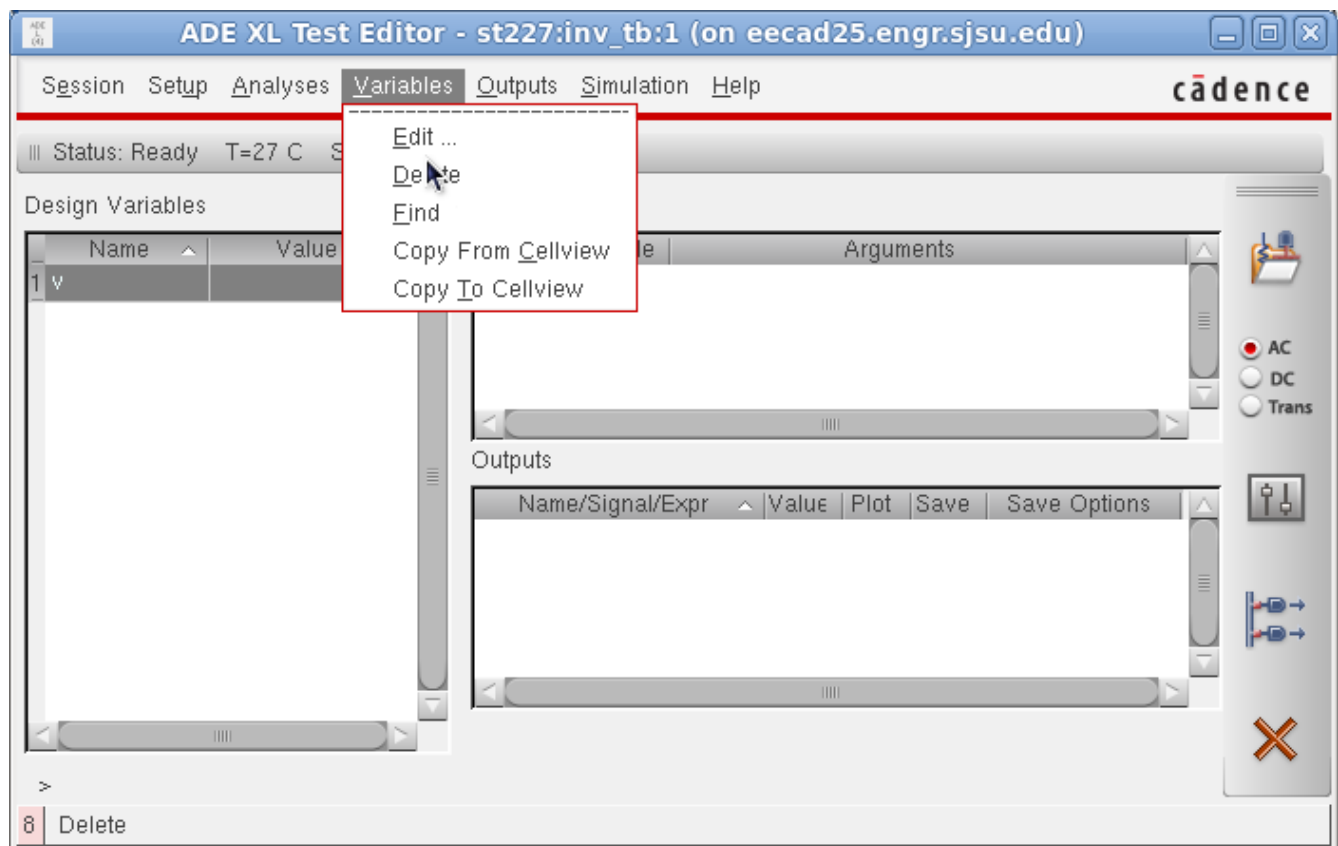 ADE XL Test Editor - st227:inv_tb:1 (on eecad25.engr.sjsu.edu)
Session Setup Analyses Variables Outputs Simulation Help cādence
Status: Ready T=27 C S
Edit ...
Delete
Find
Copy From Cellview
Copy To Cellview
Design Variables
Name Value
Arguments
1 v
AC
DC
Trans
Outputs
Name/Signal/Expr Value Plot Save Save Options
>
8 Delete